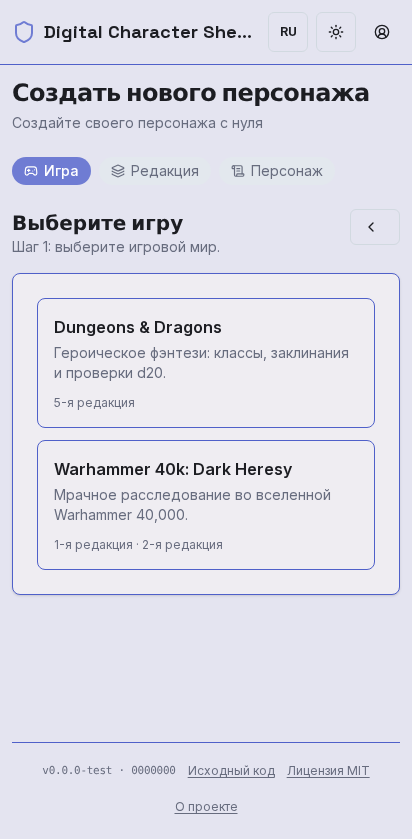 Digital Character She...
RU
Создать нового персонажа
Создайте своего персонажа с нуля
Игра
Редакция
Персонаж
Выберите игру
Шаг 1: выберите игровой мир.
Dungeons & Dragons
Героическое фэнтези: классы, заклинания
и проверки d20.
5-я редакция
Warhammer 40k: Dark Heresy
Мрачное расследование во вселенной
Warhammer 40,000.
1-я редакция · 2-я редакция
v0.0.0-test · 0000000
Исходный код
Лицензия MIT
О проекте